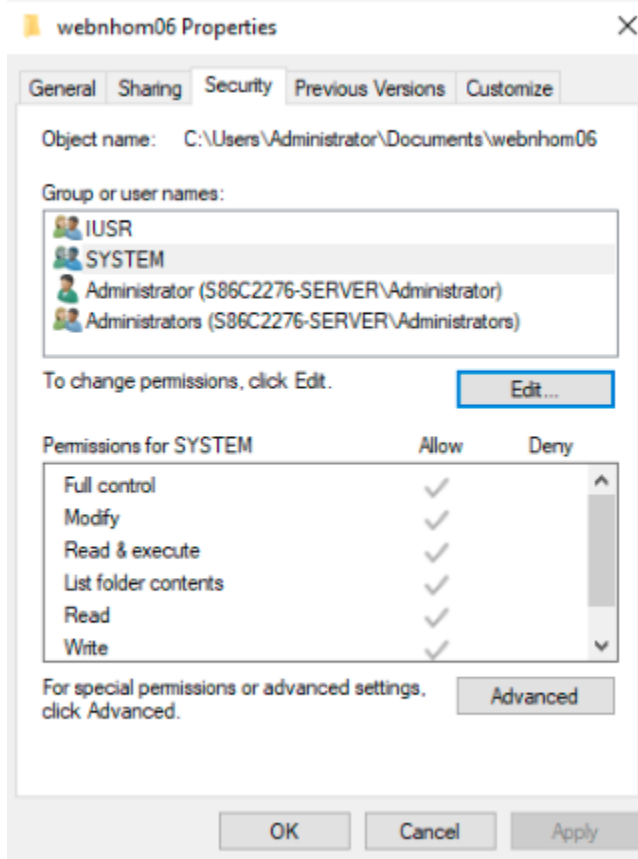 webnhom06 Properties
General Sharing Security Previous Versions Customize
Object name: C:\Users\Administrator\Documents\webnhom06
Group or user names:
IUSR
SYSTEM
Administrator (S86C2276-SERVER\Administrator)
Administrators (S86C2276-SERVER\Administrators)
To change permissions, click Edit.
Edit...
Permissions for SYSTEM Allow Deny
Full control
Modify
Read & execute
List folder contents
Read
Write
For special permissions or advanced settings,
click Advanced.
Advanced
OK Cancel Apply